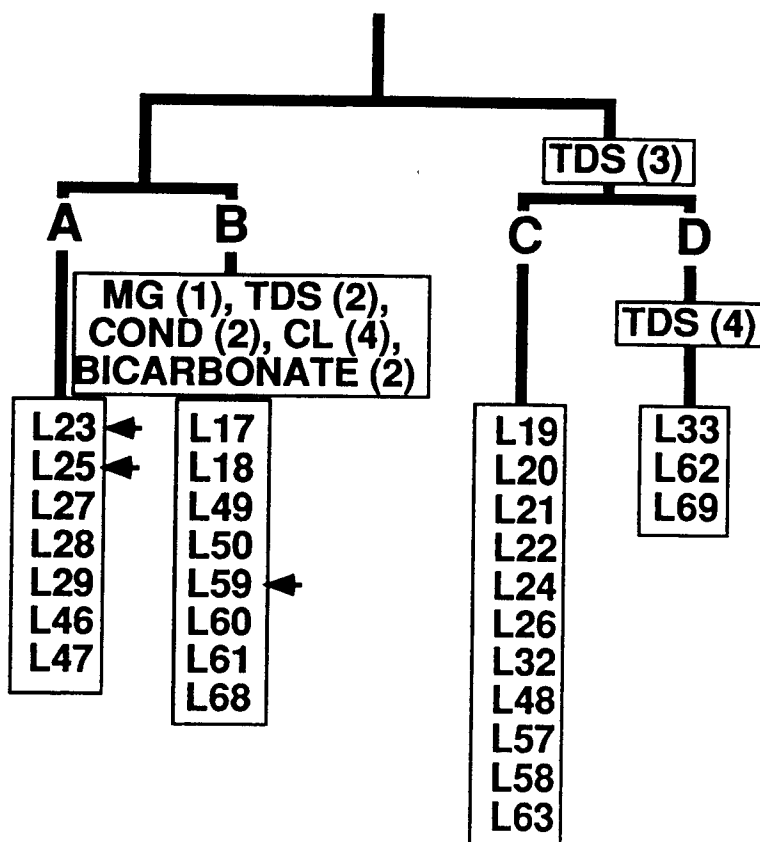 TDS (3)
A
B
C
D
MG (1), TDS (2),
COND (2), CL (4),
BICARBONATE (2)
TDS (4)
L23
L25
L27
L28
L29
L46
L47
L17
L18
L49
L50
L59
L60
L61
L68
L19
L20
L21
L22
L24
L26
L32
L48
L57
L58
L63
L33
L62
L69